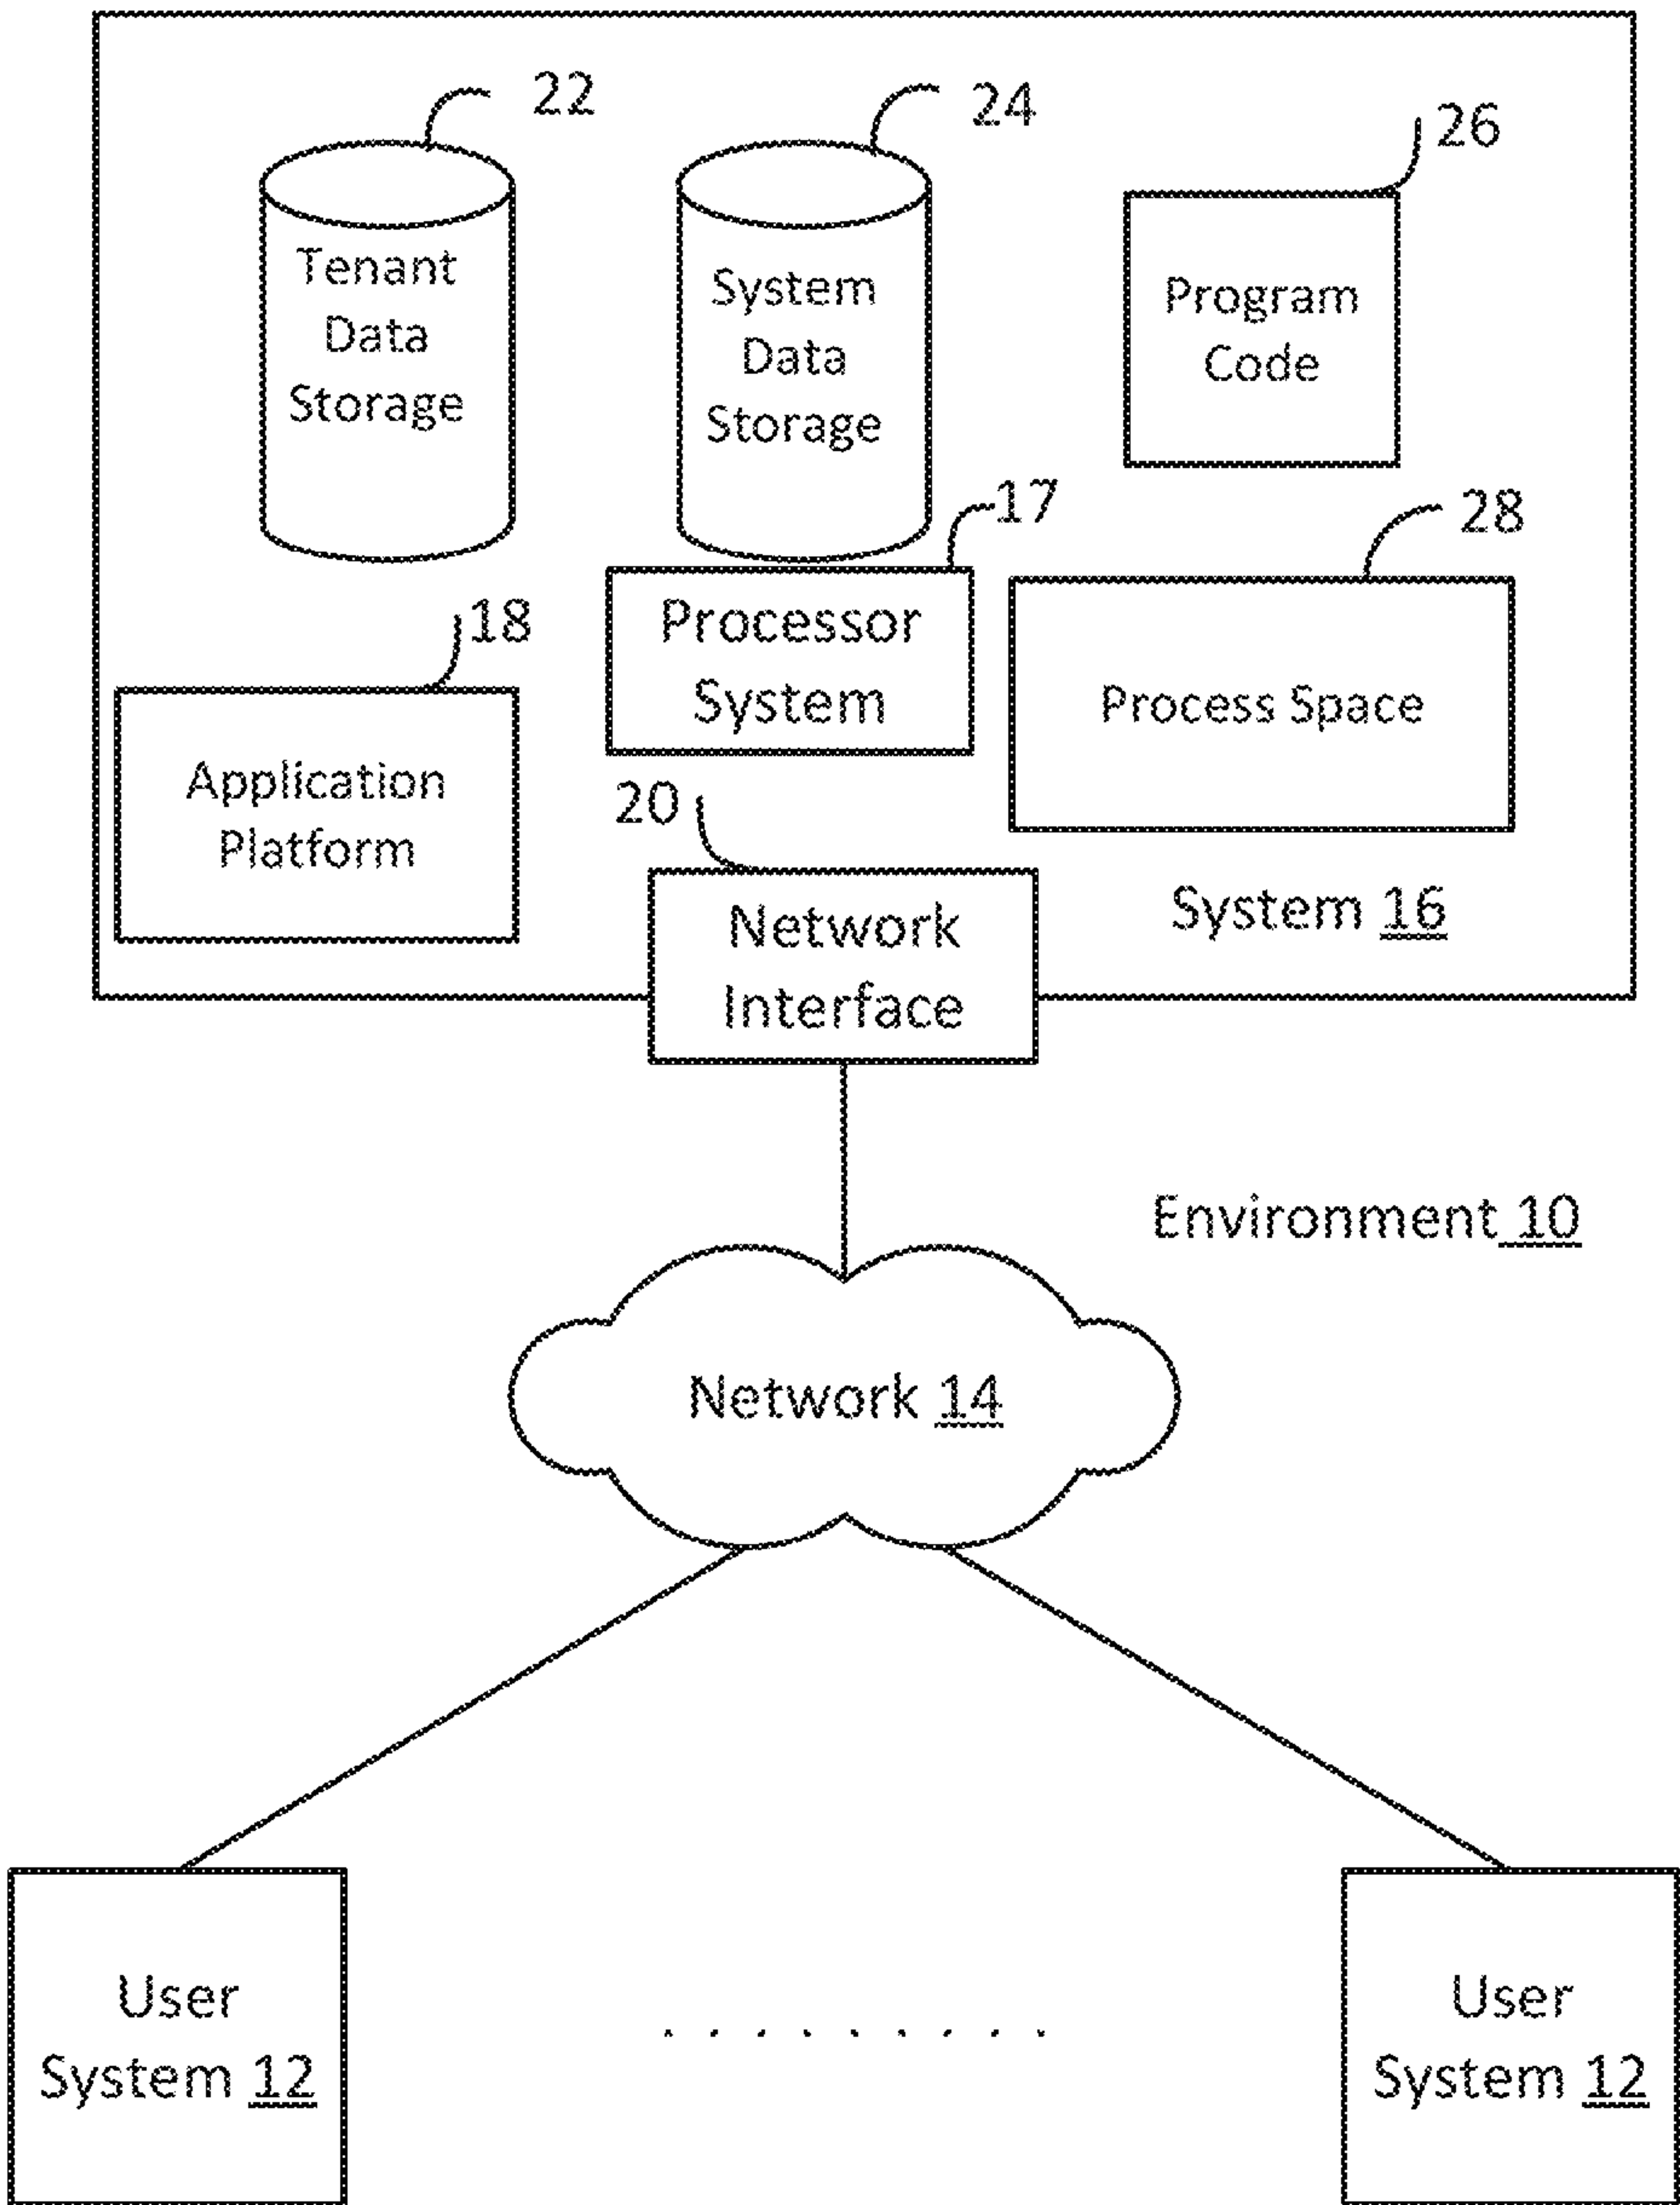 22
24
26
Tenant
Data
Storage
System
Data
Storage
Program
Code
17
28
18
Processor
System
Process Space
Application
Platform
20
Network
Interface
System 16
Environment 10
Network 14
User
System 12
User
System 12